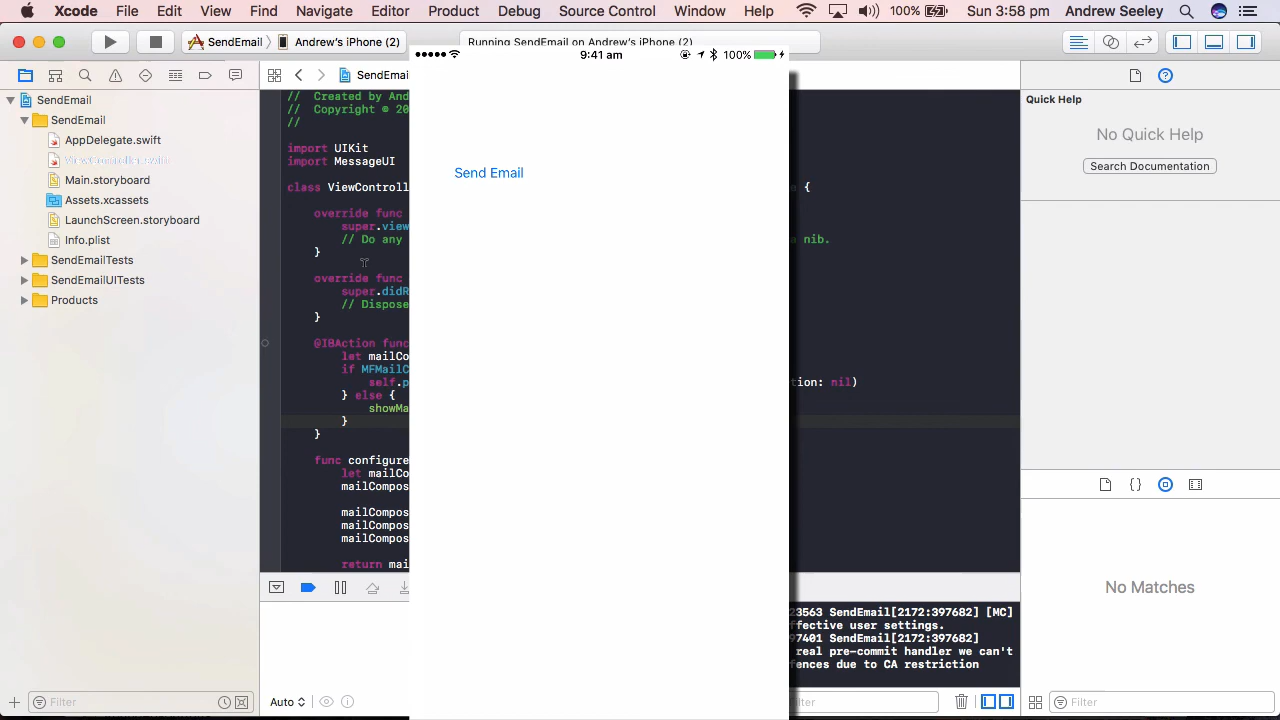 Xcode File Edit View Find Navigate Editor Product Debug Source Control Window Help 100% Sun 3:58 pm Andrew Seeley
SendEmail Andrew's iPhone (2) Running SendEmail on Andrew's iPhone (2)
9:41 am 100%
SendEmail
SendEmail
AppDelegate.swift
ViewController.swift
Main.storyboard
Assets.xcassets
LaunchScreen.storyboard
Info.plist
SendEmailTests
SendEmailUITests
Products
SendEmai
// Created by And
// Copyright © 20
//
import UIKit
import MessageUI
class ViewControll
{
override func
super.view
// Do any
a nib.
}
override func
super.didR
// Dispose
}
@IBAction func
let mailCo
if MFMailC
self.p
tion: nil)
} else {
showMa
}
}
func configure
let mailCo
mailCompos
mailCompos
mailCompos
mailCompos
return mai
Send Email
Quick Help
No Quick Help
Search Documentation
No Matches
23563 SendEmail[2172:397682] [MC]
ffective user settings.
97401 SendEmail[2172:397682]
real pre-commit handler we can't
fences due to CA restriction
Filter
Auto
ilter
Filter